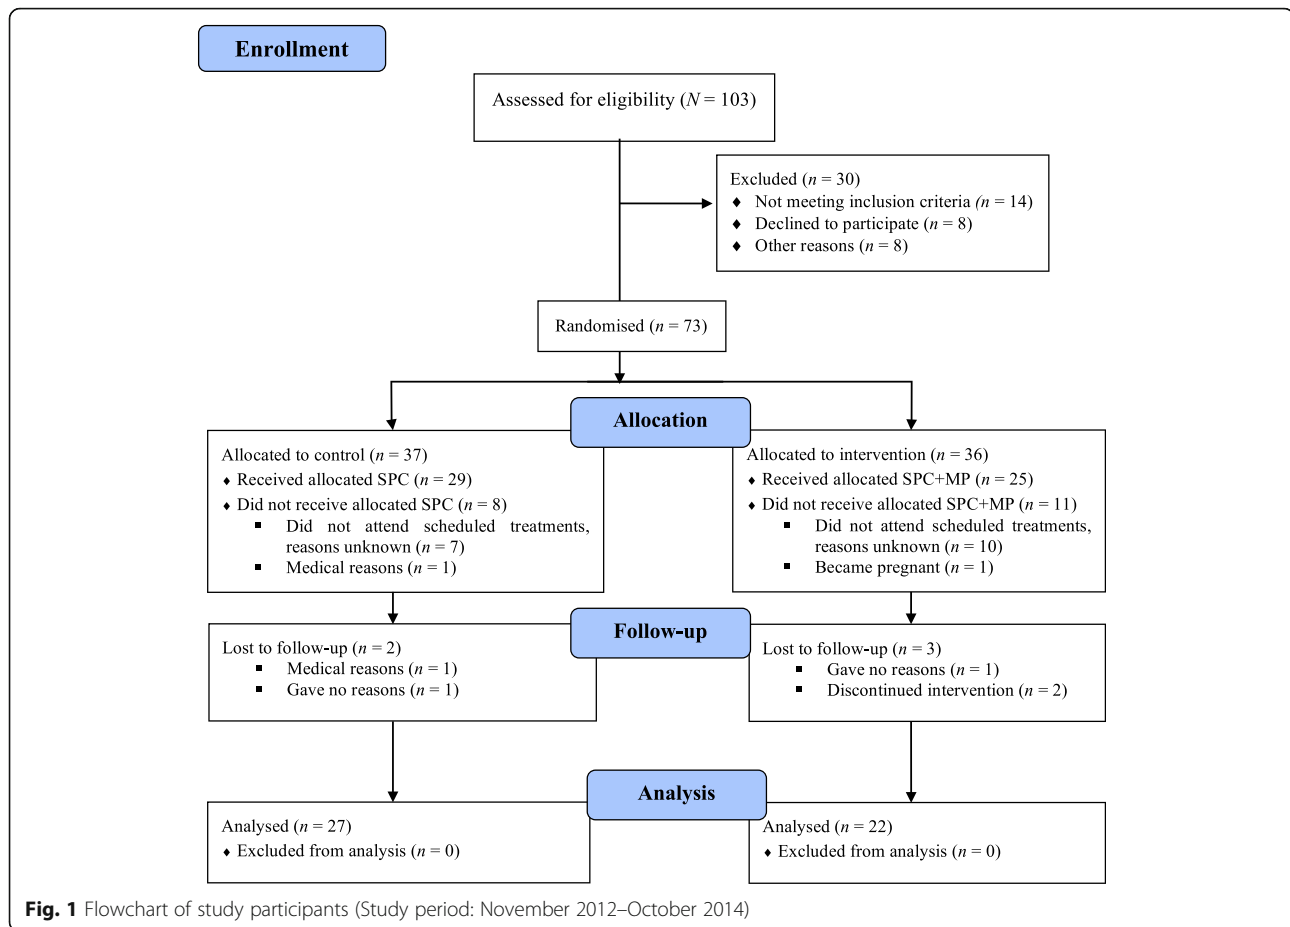 Enrollment
Assessed for eligibility (N = 103)
Excluded (n = 30)
♦ Not meeting inclusion criteria (n = 14)
♦ Declined to participate (n = 8)
♦ Other reasons (n = 8)
Randomised (n = 73)
Allocation
Allocated to control (n = 37)
♦ Received allocated SPC (n = 29)
♦ Did not receive allocated SPC (n = 8)
▪ Did not attend scheduled treatments,
reasons unknown (n = 7)
▪ Medical reasons (n = 1)
Allocated to intervention (n = 36)
♦ Received allocated SPC+MP (n = 25)
♦ Did not receive allocated SPC+MP (n = 11)
▪ Did not attend scheduled treatments,
reasons unknown (n = 10)
▪ Became pregnant (n = 1)
Follow-up
Lost to follow-up (n = 2)
▪ Medical reasons (n = 1)
▪ Gave no reasons (n = 1)
Lost to follow-up (n = 3)
▪ Gave no reasons (n = 1)
▪ Discontinued intervention (n = 2)
Analysis
Analysed (n = 27)
♦ Excluded from analysis (n = 0)
Analysed (n = 22)
♦ Excluded from analysis (n = 0)
Fig. 1 Flowchart of study participants (Study period: November 2012–October 2014)